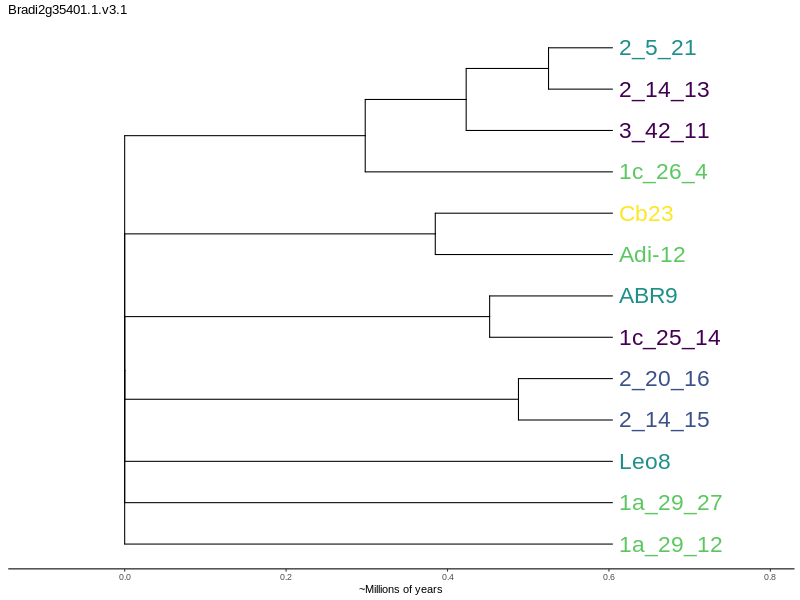 Bradi2g35401.1.v3.1
2_5_21
2_14_13
3_42_11
1c_26_4
Cb23
Adi-12
ABR9
1c_25_14
2_20_16
2_14_15
Leo8
1a_29_27
1a_29_12
0.0 0.2 0.4 0.6 0.8
~Millions of years